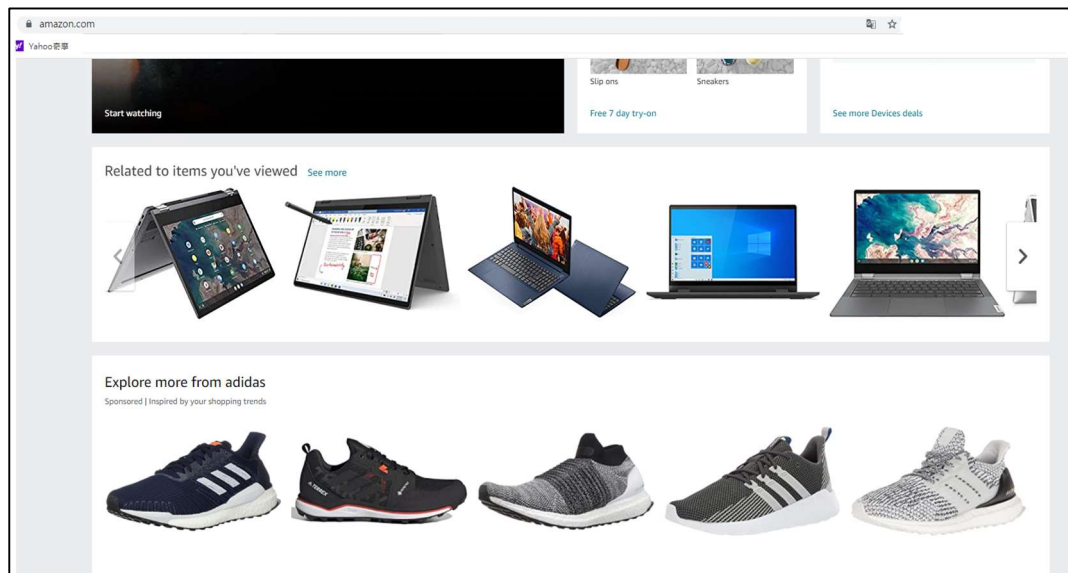 amazon.com
Yahoo奇摩
Slip ons
Sneakers
Start watching
Free 7 day try-on
See more Devices deals
Related to items you've viewed See more
Explore more from adidas
Sponsored | Inspired by your shopping trends